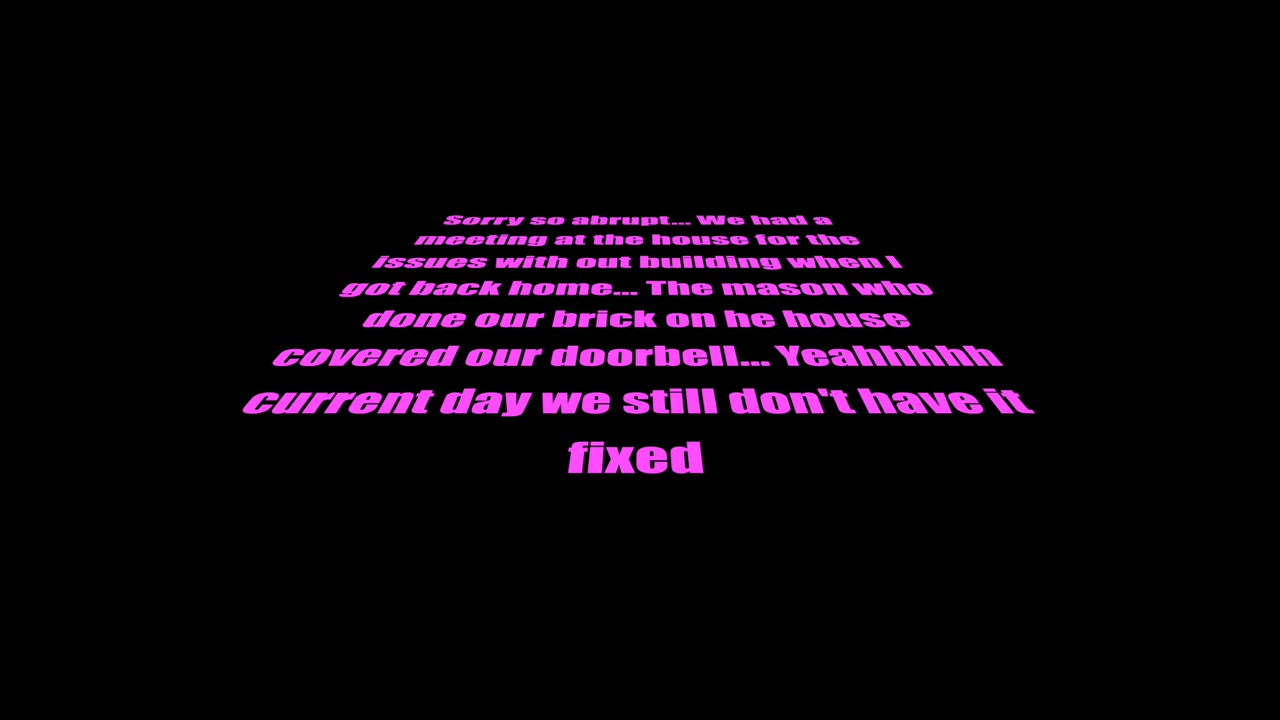 Sorry so abrupt... We had a
meeting at the house for the
issues with out building when I
got back home... The mason who
done our brick on he house
covered our doorbell... Yeahhhhh
current day we still don't have it
fixed